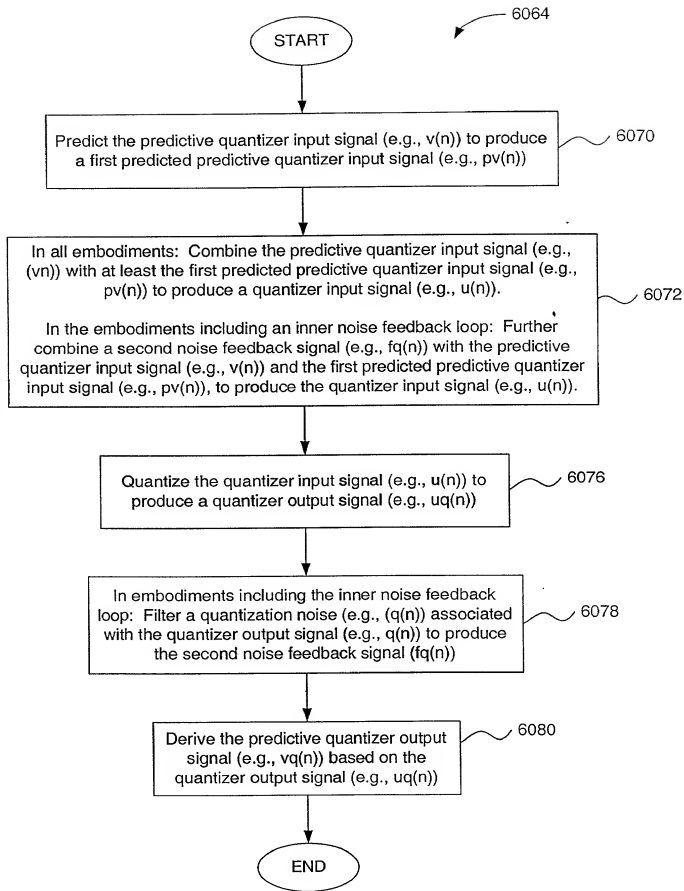 6064
START
Predict the predictive quantizer input signal (e.g., v(n)) to produce
a first predicted predictive quantizer input signal (e.g., pv(n))
6070
In all embodiments: Combine the predictive quantizer input signal (e.g.,
(vn)) with at least the first predicted predictive quantizer input signal (e.g.,
pv(n)) to produce a quantizer input signal (e.g., u(n)).
In the embodiments including an inner noise feedback loop: Further
combine a second noise feedback signal (e.g., fq(n)) with the predictive
quantizer input signal (e.g., v(n)) and the first predicted predictive quantizer
input signal (e.g., pv(n)), to produce the quantizer input signal (e.g., u(n)).
6072
Quantize the quantizer input signal (e.g., u(n)) to
produce a quantizer output signal (e.g., uq(n))
6076
In embodiments including the inner noise feedback
loop: Filter a quantization noise (e.g., (q(n)) associated
with the quantizer output signal (e.g., q(n)) to produce
the second noise feedback signal (fq(n))
6078
Derive the predictive quantizer output
signal (e.g., vq(n)) based on the
quantizer output signal (e.g., uq(n))
6080
END